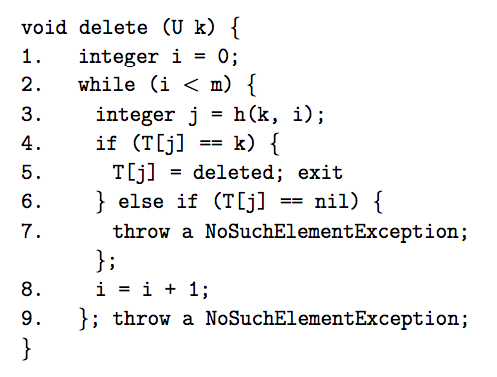 void delete (U k) {
1. integer i = 0;
2. while (i < m) {
3. integer j = h(k, i);
4. if (T[j] == k) {
5. T[j] = deleted; exit
6. } else if (T[j] == nil) {
7. throw a NoSuchElementException;
};
8. i = i + 1;
9. }; throw a NoSuchElementException;
}